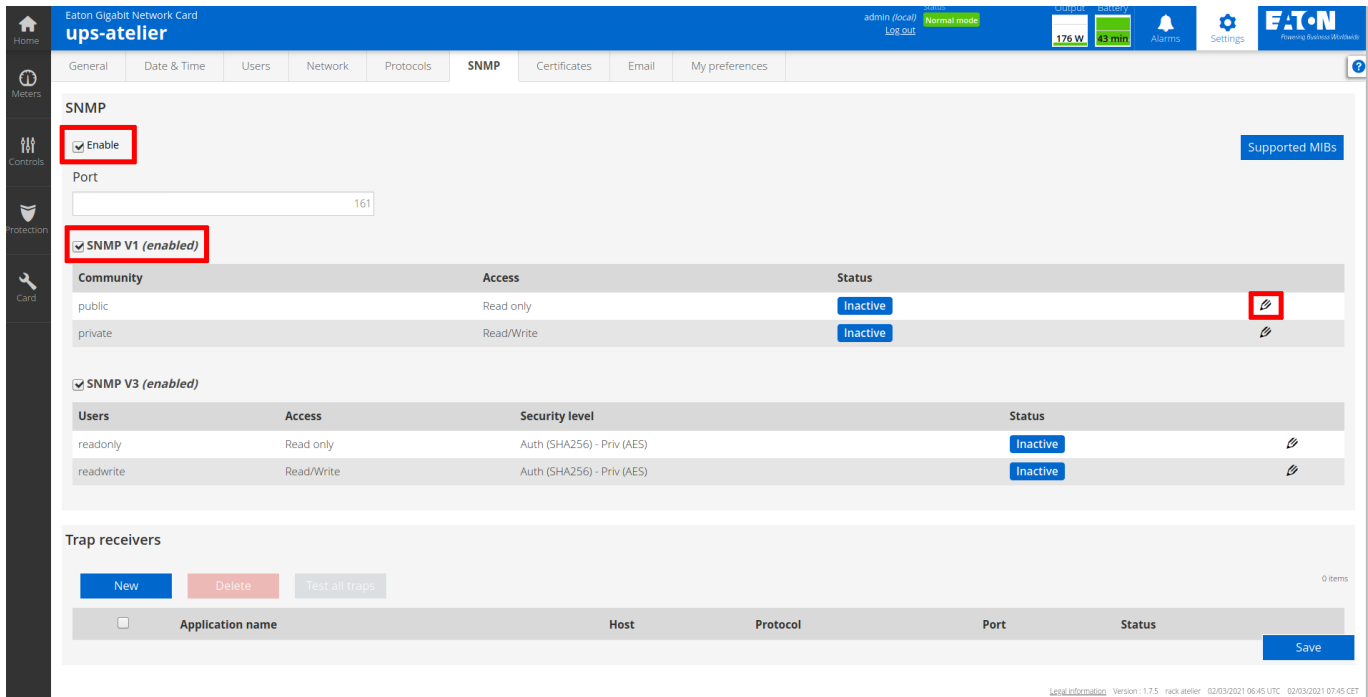 Eaton Gigabit Network Card
ups-atelier
admin (local)
Log out
Status
Normal mode
Output
176 W
Battery
43 min
Alarms
Settings
EATON
Powering Business Worldwide
Home
Meters
Controls
Protection
Card
General Date & Time Users Network Protocols SNMP Certificates Email My preferences
?
SNMP
Enable
Supported MIBs
Port
161
SNMP V1 (enabled)
Community Access Status
public Read only Inactive
private Read/Write Inactive
SNMP V3 (enabled)
Users Access Security level Status
readonly Read only Auth (SHA256) - Priv (AES) Inactive
readwrite Read/Write Auth (SHA256) - Priv (AES) Inactive
Trap receivers
New Delete Test all traps
0 items
Application name Host Protocol Port Status
Save
Legal information Version : 1.7.5 rack atelier 02/03/2021 06:45 UTC 02/03/2021 07:45 CET